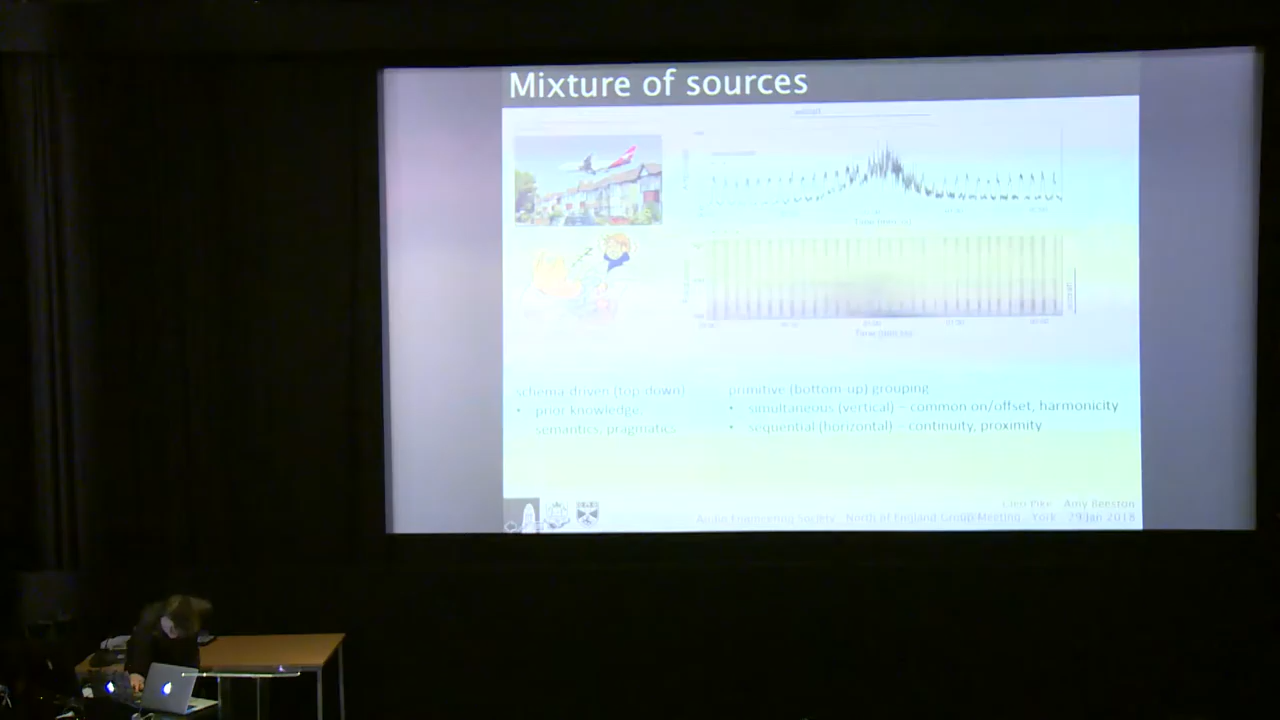 Mixture of sources
schema-driven (top-down)
• prior knowledge
semantics, pragmatics
primitive (bottom-up) grouping
• simultaneous (vertical) – common on/offset, harmonicity
• sequential (horizontal) – continuity, proximity
Pike Amy Beeston
Audio Engineering Society North of England Group Meeting York 29 Jan 2018